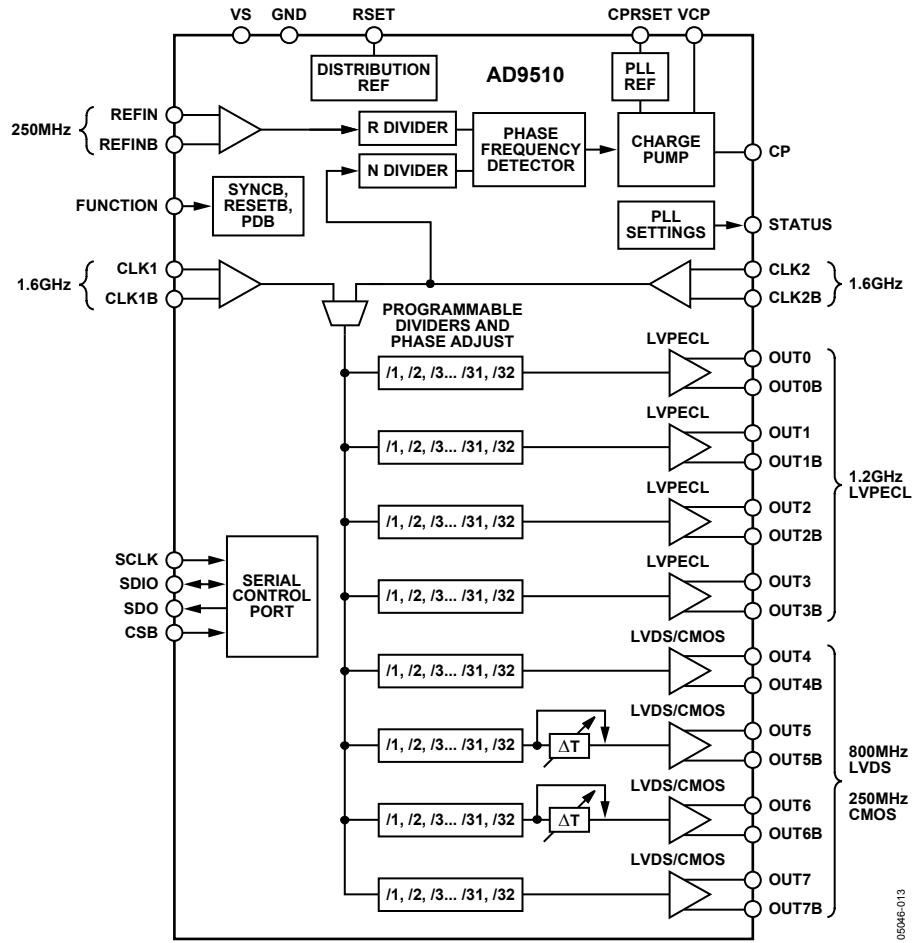 VS GND RSET CPRSET VCP
DISTRIBUTION
REF
AD9510
PLL
REF
REFIN
250MHz
REFINB
R DIVIDER
N DIVIDER
PHASE
FREQUENCY
DETECTOR
CHARGE
PUMP
CP
FUNCTION
SYNCB,
RESETB,
PDB
PLL
SETTINGS
STATUS
CLK1
1.6GHz
CLK1B
CLK2
1.6GHz
CLK2B
PROGRAMMABLE
DIVIDERS AND
PHASE ADJUST
LVPECL
/1, /2, /3... /31, /32
OUT0
OUT0B
LVPECL
/1, /2, /3... /31, /32
OUT1
OUT1B
1.2GHz
LVPECL
LVPECL
/1, /2, /3... /31, /32
OUT2
OUT2B
SCLK
SDIO
SDO
CSB
SERIAL
CONTROL
PORT
LVPECL
/1, /2, /3... /31, /32
OUT3
OUT3B
LVDS/CMOS
/1, /2, /3... /31, /32
OUT4
OUT4B
LVDS/CMOS
/1, /2, /3... /31, /32
ΔT
OUT5
OUT5B
800MHz
LVDS
250MHz
CMOS
LVDS/CMOS
/1, /2, /3... /31, /32
ΔT
OUT6
OUT6B
LVDS/CMOS
/1, /2, /3... /31, /32
OUT7
OUT7B
05046-013